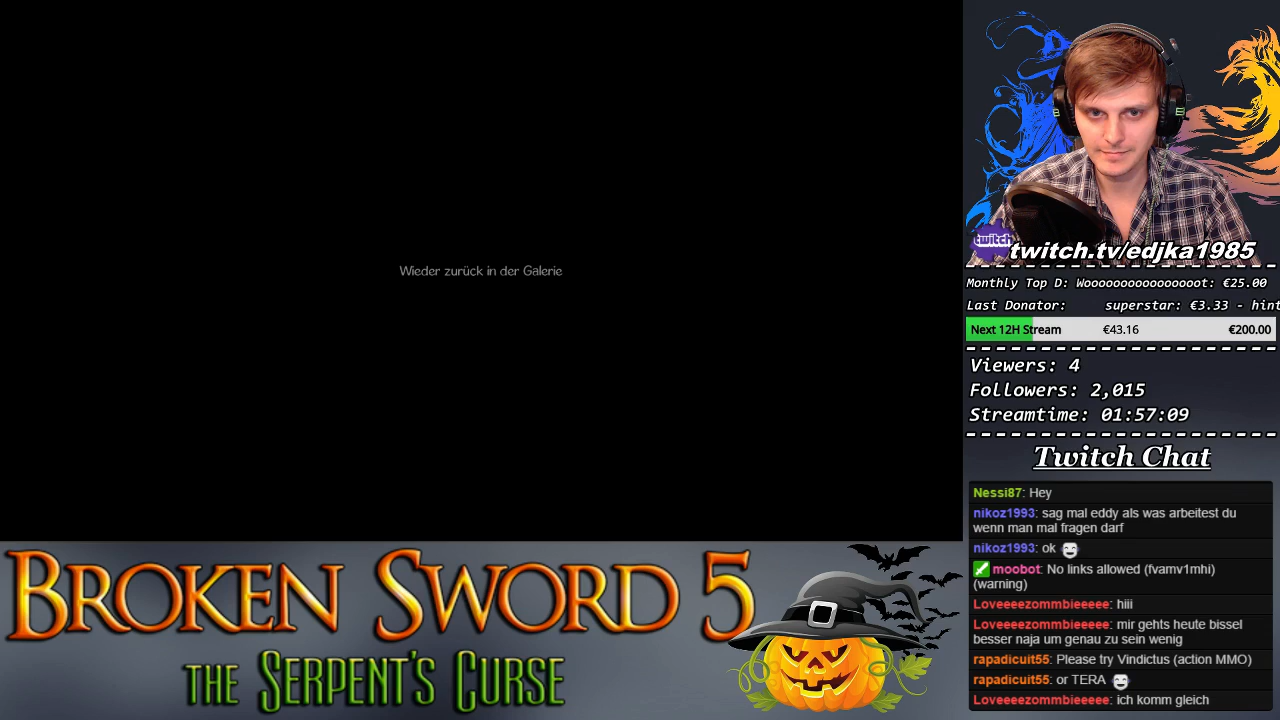 Wieder zurück in der Galerie
twitch
twitch.tv/edjka1985
Monthly Top D: Woooooooooooooooot: €25.00
Last Donator: superstar: €3.33 - hint
Next 12H Stream €43.16 €200.00
Viewers: 4
Followers: 2,015
Streamtime: 01:57:09
Twitch Chat
Nessi87: Hey
nikoz1993: sag mal eddy als was arbeitest du
wenn man mal fragen darf
nikoz1993: ok
moobot: No links allowed (fvamv1mhi)
(warning)
Loveeeezommbieeeee: hiii
Loveeeezommbieeeee: mir gehts heute bissel
besser naja um genau zu sein wenig
rapadicuit55: Please try Vindictus (action MMO)
rapadicuit55: or TERA
Loveeeezommbieeeee: ich komm gleich
BROKEN SWORD 5
THE SERPENT'S CURSE